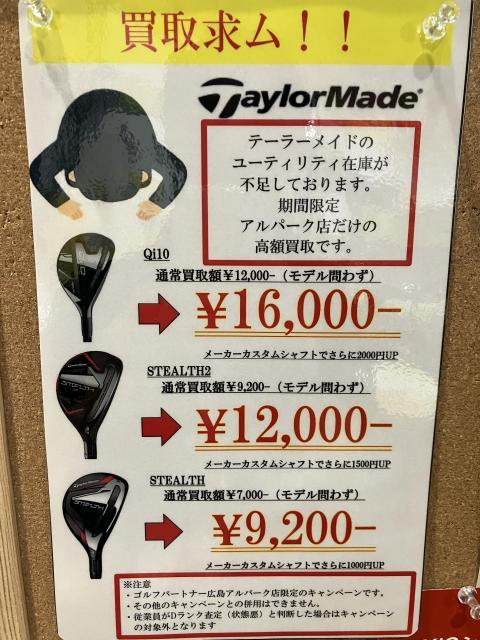 買取求ム！！
TaylorMade
テーラーメイドの
ユーティリティ在庫が
不足しております。
期間限定
アルパーク店だけの
高額買取です。
Qi10
通常買取額¥12,000-（モデル問わず）
¥16,000-
メーカーカスタムシャフトでさらに2000円UP
STEALTH2
通常買取額¥9,200-（モデル問わず）
STEALTH
¥12,000-
メーカーカスタムシャフトでさらに1500円UP
STEALTH
通常買取額¥7,000-（モデル問わず）
TaylorMade
STEALTH
¥9,200-
メーカーカスタムシャフトでさらに1000円UP
※注意
・ゴルフパートナー広島アルパーク店限定のキャンペーンです。
・その他のキャンペーンとの併用はできません。
・従業員がDランク査定（状態悪）と判断した場合はキャンペーン
の対象外となります